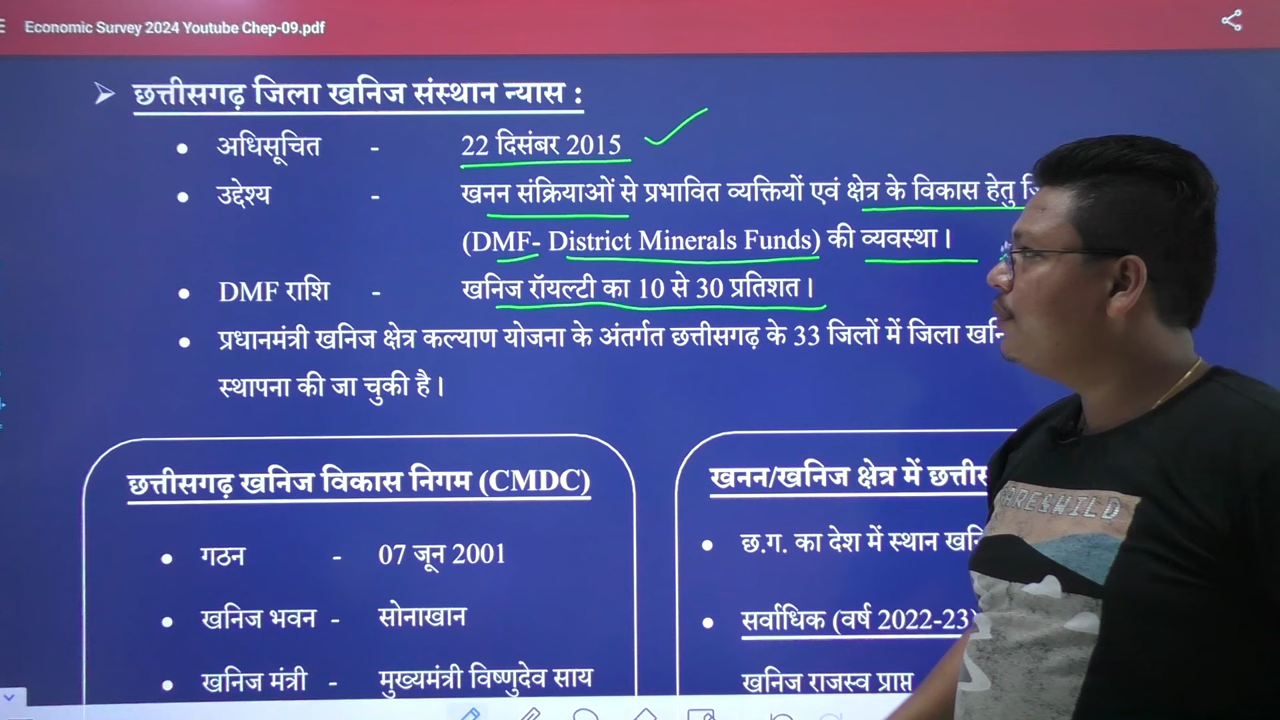 Economic Survey 2024 Youtube Chep-09.pdf
छत्तीसगढ़ जिला खनिज संस्थान न्यास :
अधिसूचित - 22 दिसंबर 2015
उद्देश्य - खनन संक्रियाओं से प्रभावित व्यक्तियों एवं क्षेत्र के विकास हेतु
(DMF- District Minerals Funds) की व्यवस्था।
DMF राशि - खनिज रॉयल्टी का 10 से 30 प्रतिशत।
प्रधानमंत्री खनिज क्षेत्र कल्याण योजना के अंतर्गत छत्तीसगढ़ के 33 जिलों में जिला
स्थापना की जा चुकी है।
छत्तीसगढ़ खनिज विकास निगम (CMDC)
गठन - 07 जून 2001
खनिज भवन - सोनाखान
खनिज मंत्री - मुख्यमंत्री विष्णुदेव साय
खनन/खनिज क्षेत्र में
छ.ग. का देश में स्थान
सर्वाधिक (वर्ष 2022-23)
खनिज राजस्व प्राप्त